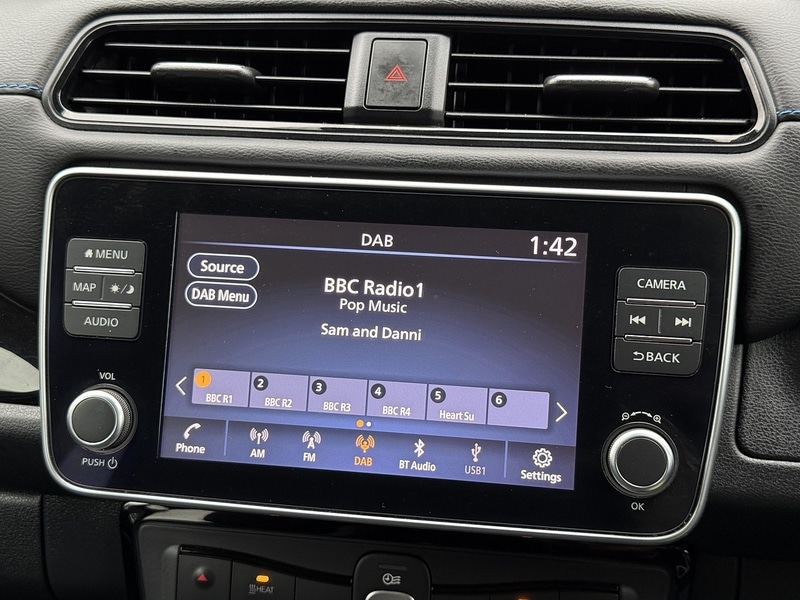 DAB
1:42
Source
DAB Menu
BBC Radio1
Pop Music
Sam and Danni
1
BBC R1
2
BBC R2
3
BBC R3
4
BBC R4
5
Heart Su
6
Phone
AM
FM
DAB
BT Audio
USB1
Settings
MENU
MAP
AUDIO
VOL
PUSH
CAMERA
BACK
OK
HEAT